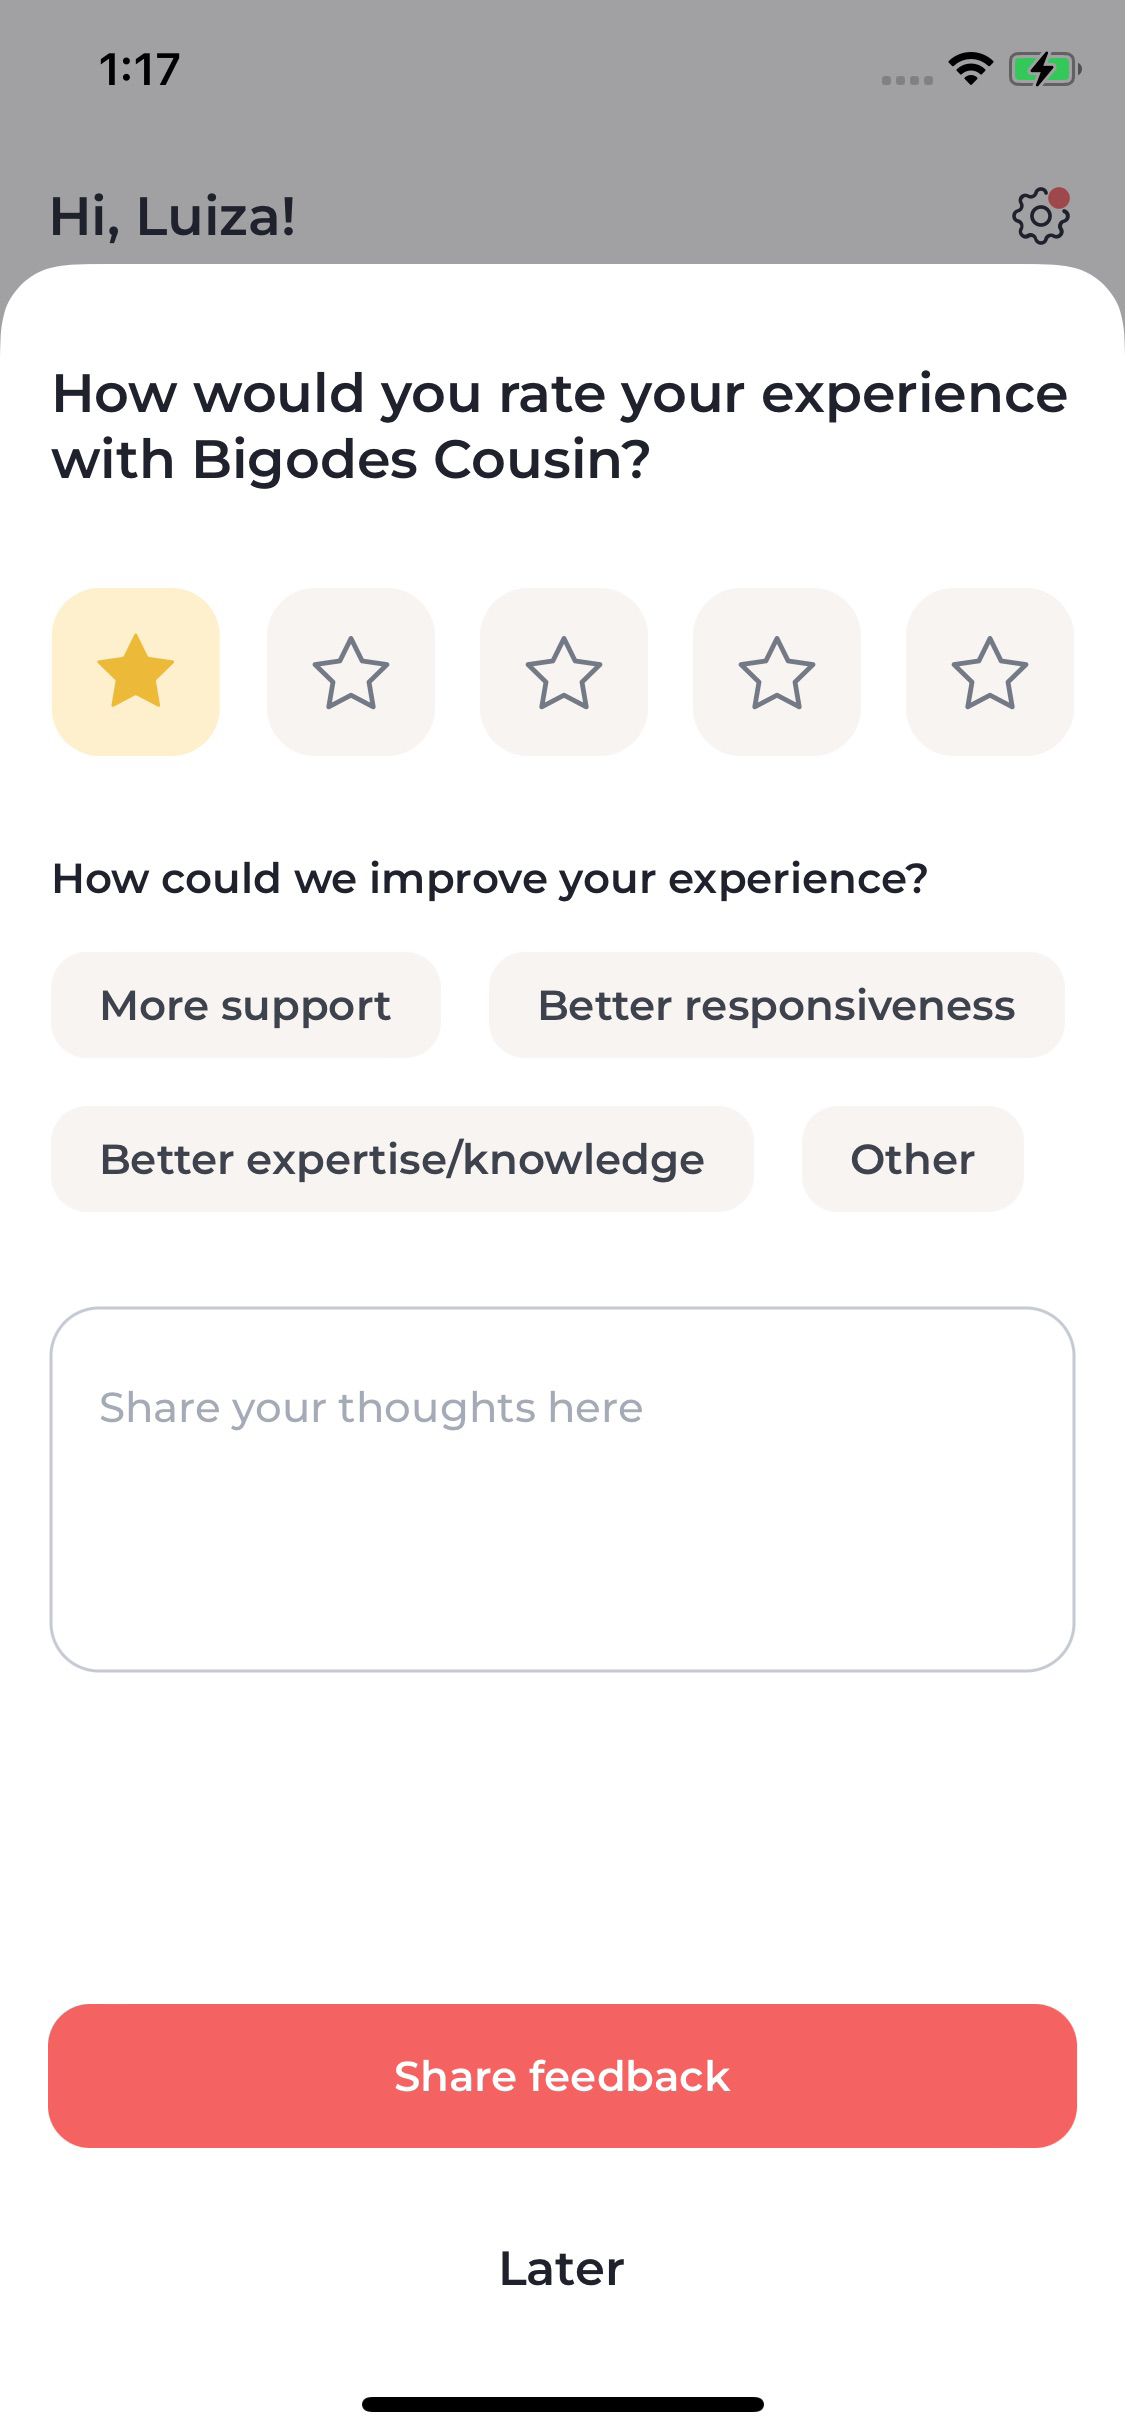 1:17
Hi, Luiza!
How would you rate your experience
with Bigodes Cousin?
How could we improve your experience?
More support
Better responsiveness
Better expertise/knowledge
Other
Share your thoughts here
Share feedback
Later